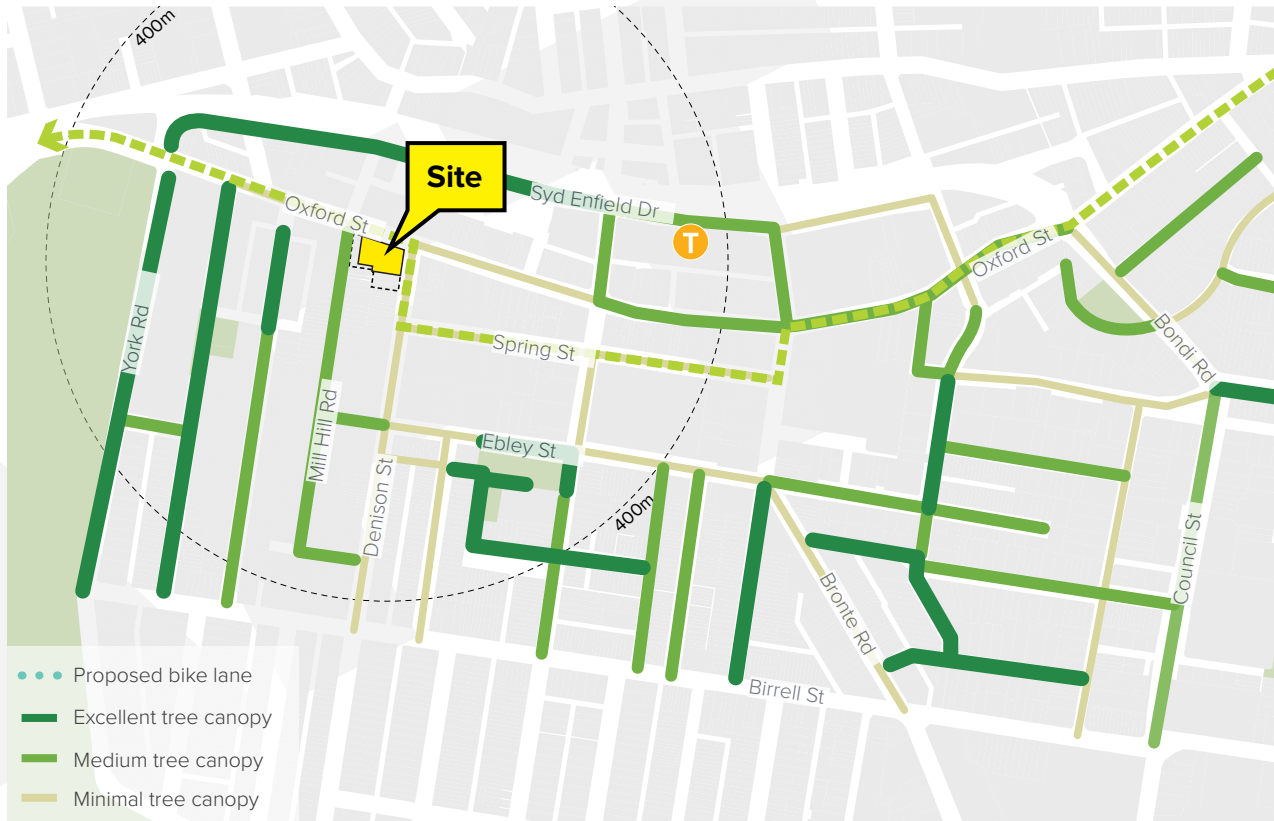 400m
Site
Syd Enfield Dr
Oxford St
T
Oxford St
York Rd
Spring St
Bondi Rd
Mill Hill Rd
Ebley St
Denison St
400m
Council St
Bronte Rd
Birrell St
Proposed bike lane
Excellent tree canopy
Medium tree canopy
Minimal tree canopy